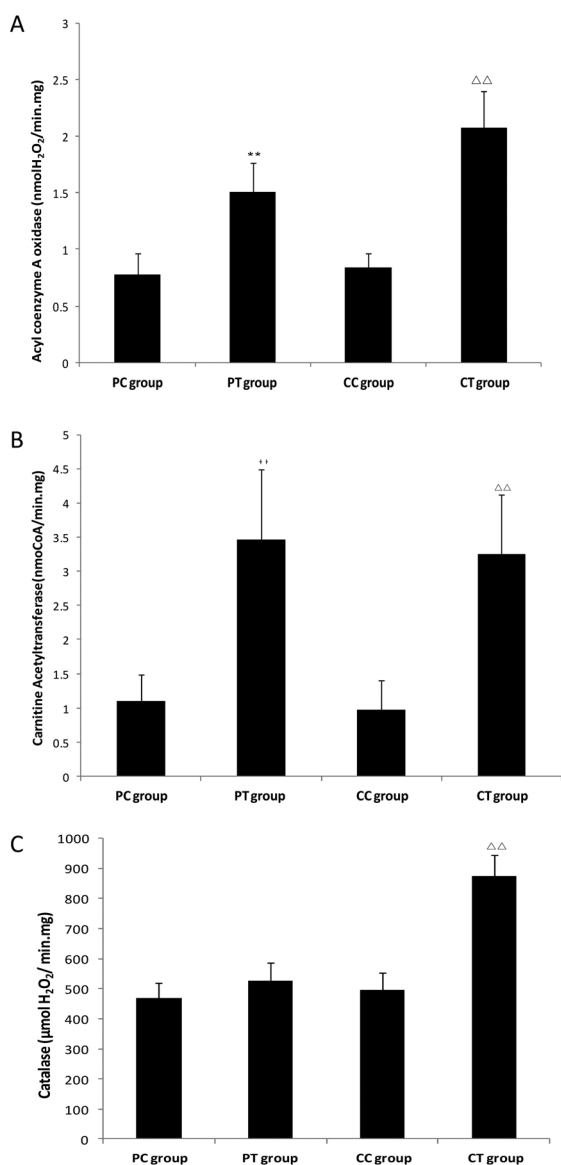 A
Acyl coenzyme A oxidase (nmolH₂O₂/min.mg)
3
2.5
2
1.5
1
0.5
0
**
△△
PC group
PT group
CC group
CT group
B
Carnitine Acetyltransferase(nmoCoA/min.mg)
5
4.5
4
3.5
3
2.5
2
1.5
1
0.5
0
△△
PC group
PT group
CC group
CT group
C
Catalase (μmol H₂O₂/ min.mg)
1000
900
800
700
600
500
400
300
200
100
0
△△
PC group
PT group
CC group
CT group